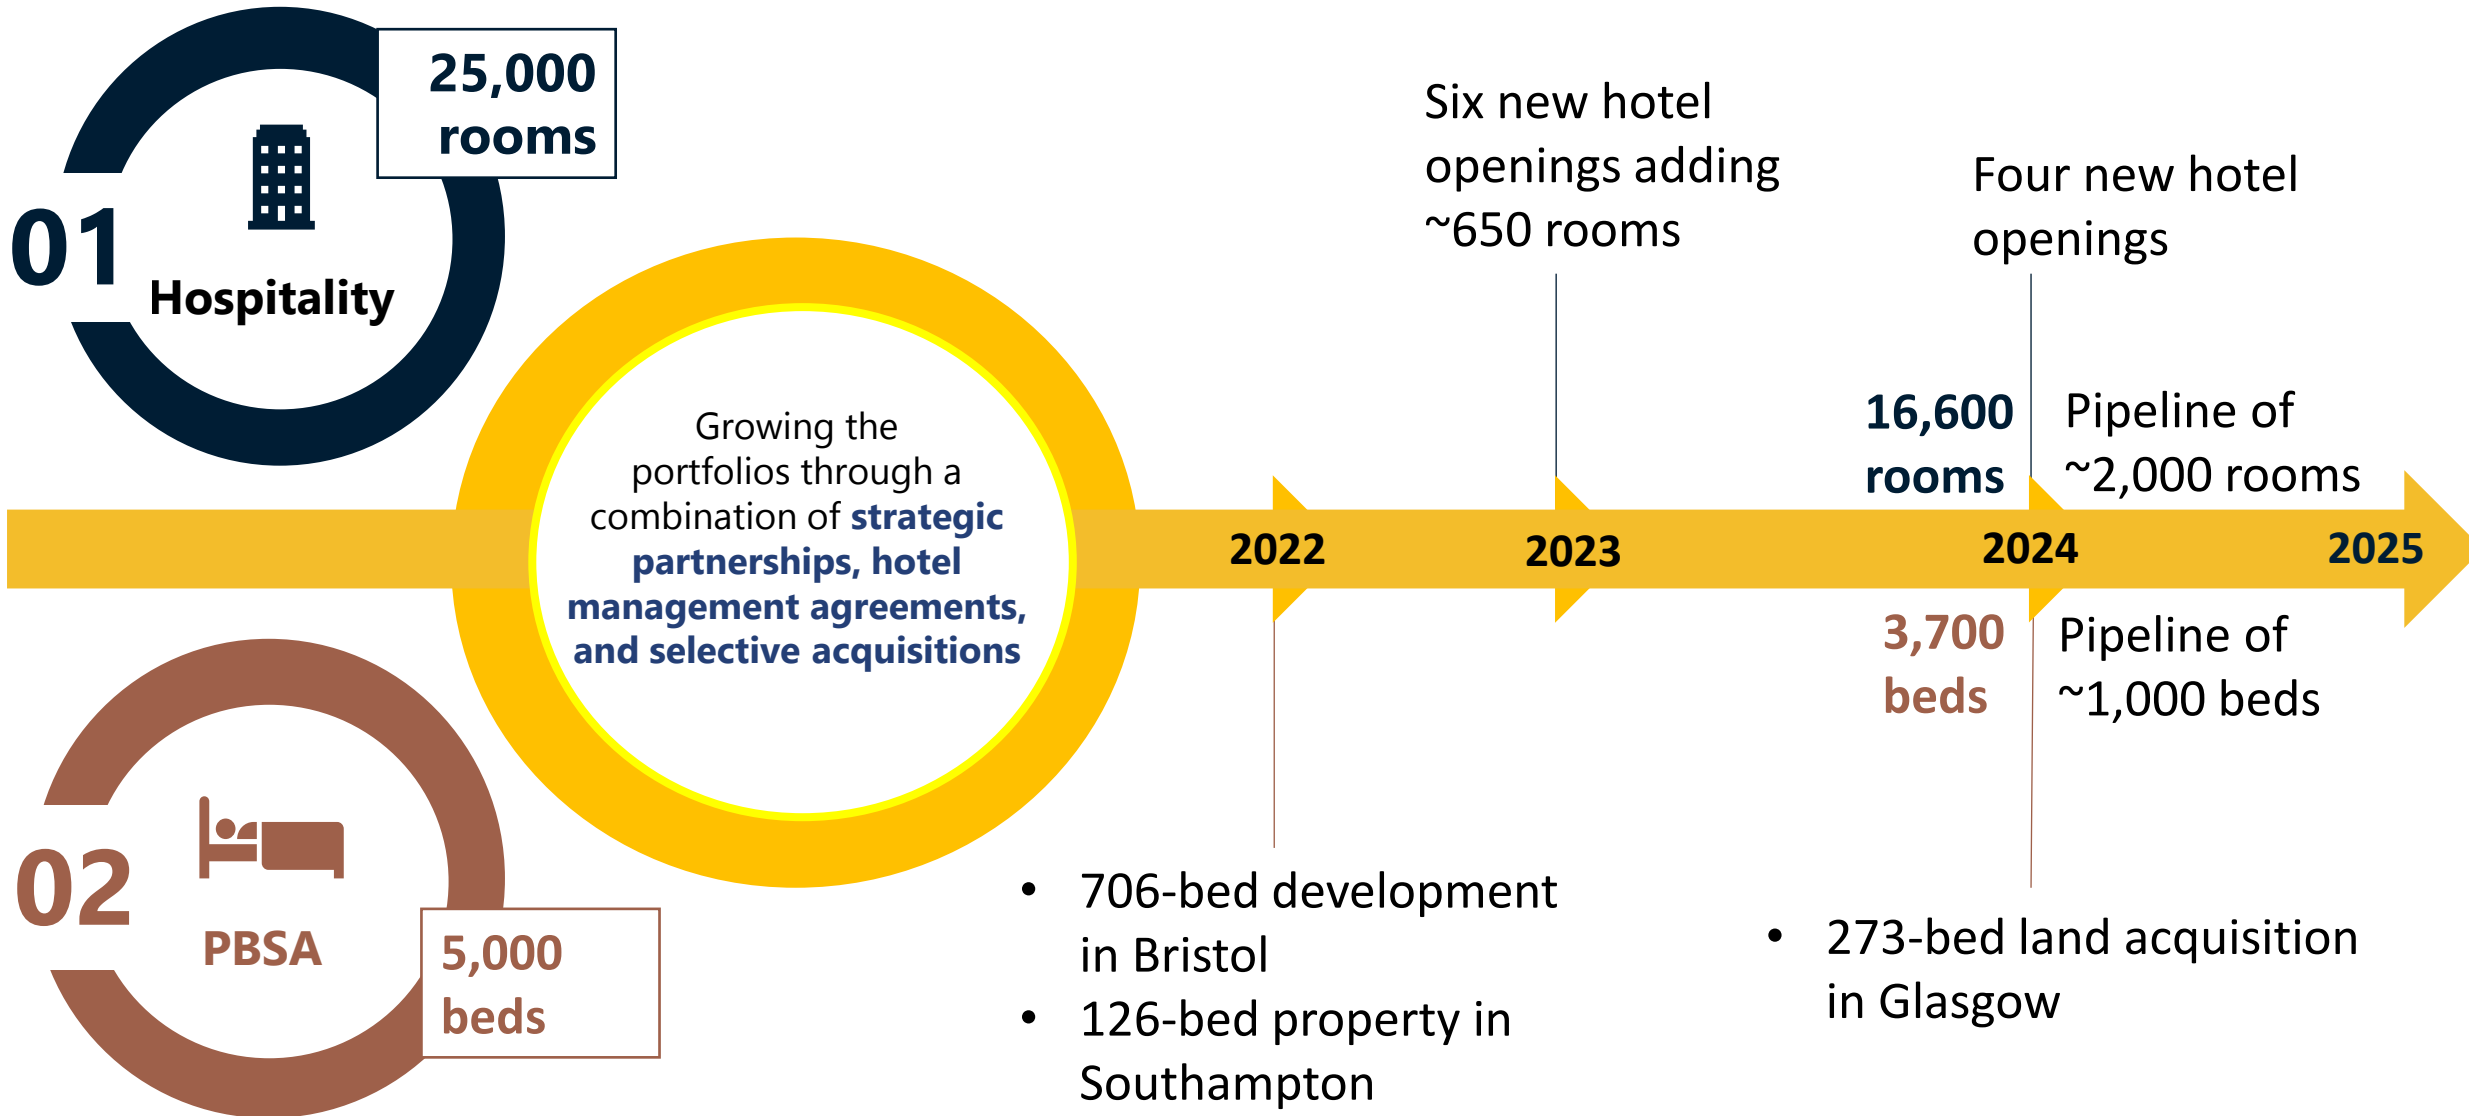 25,000
rooms
01
Hospitality
Growing the
portfolios through a
combination of strategic
partnerships, hotel
management agreements,
and selective acquisitions
02
PBSA
5,000
beds
Six new hotel
openings adding
~650 rooms
Four new hotel
openings
16,600
rooms
Pipeline of
~2,000 rooms
2022
2023
2024
2025
3,700
beds
Pipeline of
~1,000 beds
• 706-bed development
in Bristol
• 126-bed property in
Southampton
• 273-bed land acquisition
in Glasgow